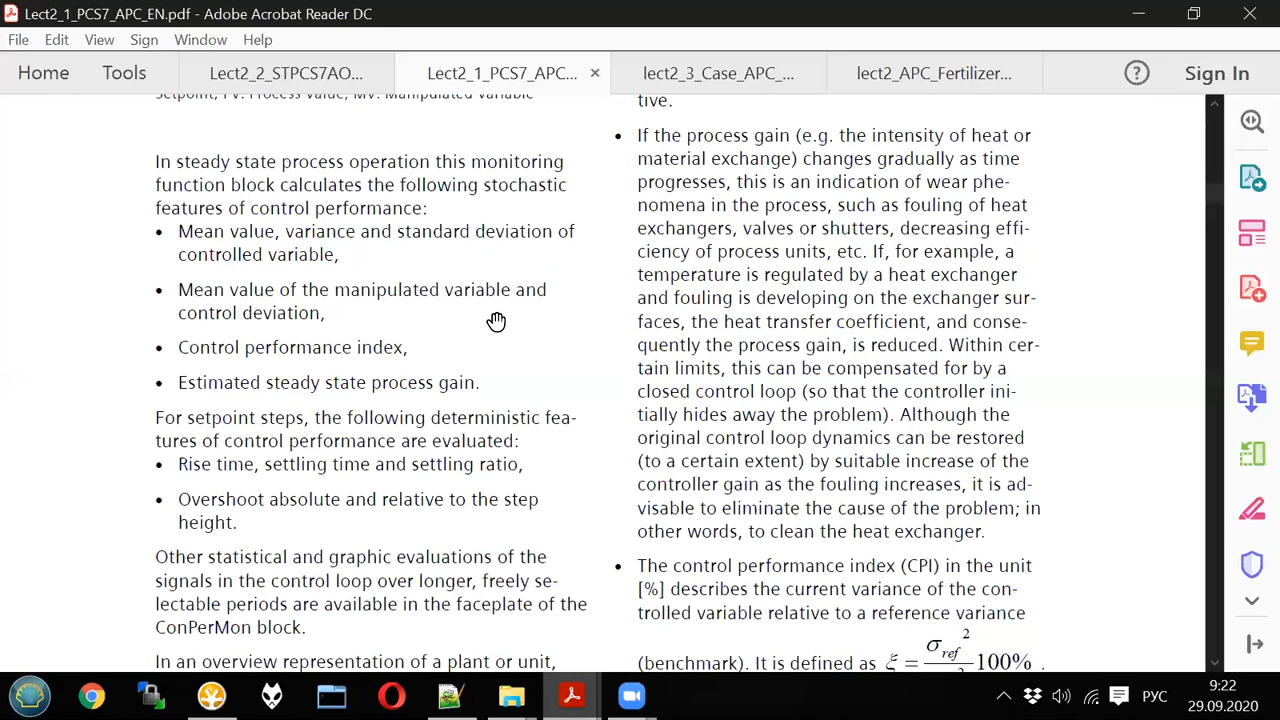 Lect2_1_PCS7_APC_EN.pdf - Adobe Acrobat Reader DC
File Edit View Sign Window Help
Home Tools Lect2_2_STPCS7AO... Lect2_1_PCS7_APC... × lect2_3_Case_APC_... lect2_APC_Fertilizer... ? Sign In
Setpoint, PV: Process Value, MV: Manipulated Variable
In steady state process operation this monitoring
function block calculates the following stochastic
features of control performance:
• Mean value, variance and standard deviation of
controlled variable,
• Mean value of the manipulated variable and
control deviation,
• Control performance index,
• Estimated steady state process gain.
For setpoint steps, the following deterministic fea-
tures of control performance are evaluated:
• Rise time, settling time and settling ratio,
• Overshoot absolute and relative to the step
height.
Other statistical and graphic evaluations of the
signals in the control loop over longer, freely se-
lectable periods are available in the faceplate of the
ConPerMon block.
In an overview representation of a plant or unit,
tive.
• If the process gain (e.g. the intensity of heat or
material exchange) changes gradually as time
progresses, this is an indication of wear phe-
nomena in the process, such as fouling of heat
exchangers, valves or shutters, decreasing effi-
ciency of process units, etc. If, for example, a
temperature is regulated by a heat exchanger
and fouling is developing on the exchanger sur-
faces, the heat transfer coefficient, and conse-
quently the process gain, is reduced. Within cer-
tain limits, this can be compensated for by a
closed control loop (so that the controller ini-
tially hides away the problem). Although the
original control loop dynamics can be restored
(to a certain extent) by suitable increase of the
controller gain as the fouling increases, it is ad-
visable to eliminate the cause of the problem; in
other words, to clean the heat exchanger.
• The control performance index (CPI) in the unit
[%] describes the current variance of the con-
trolled variable relative to a reference variance
(benchmark). It is defined as ξ = σref² 100% .
РУС
9:22
29.09.2020